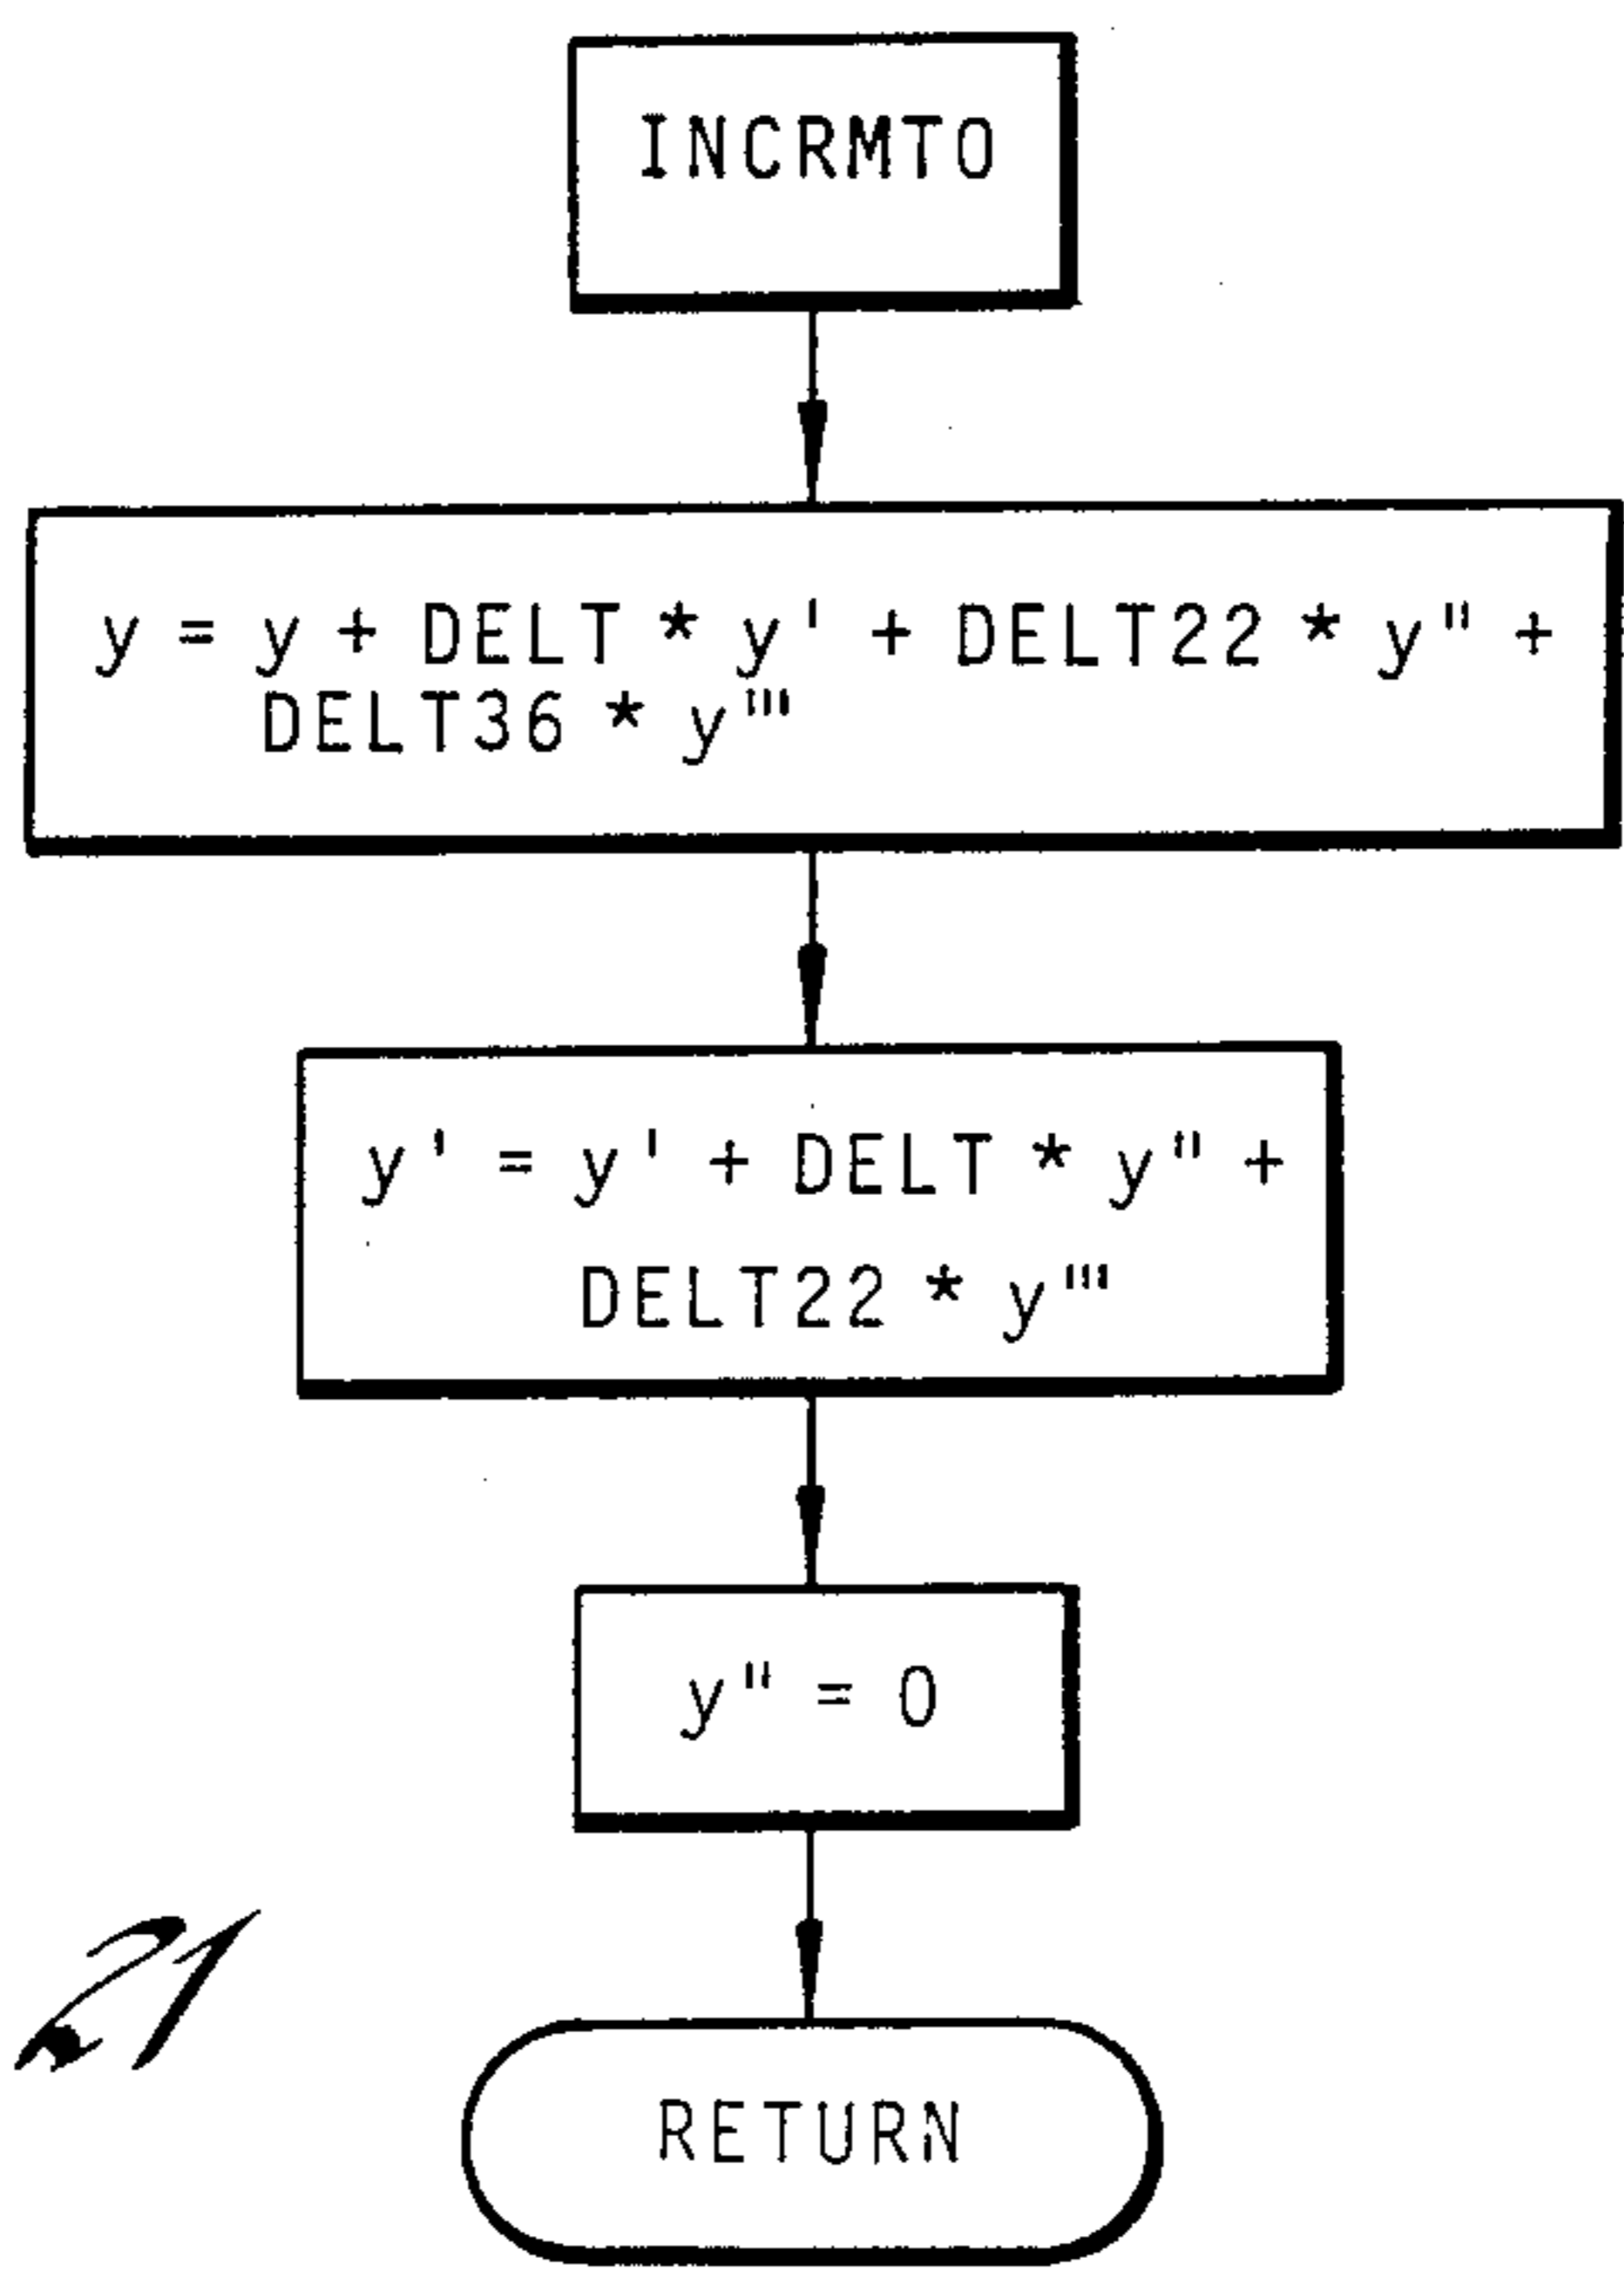 INCRMTO
y = y + DELT * y' + DELT22 * y" +
DELT36 * y"'
y' = y' + DELT * y" +
DELT22 * y"'
y" = 0
21
RETURN